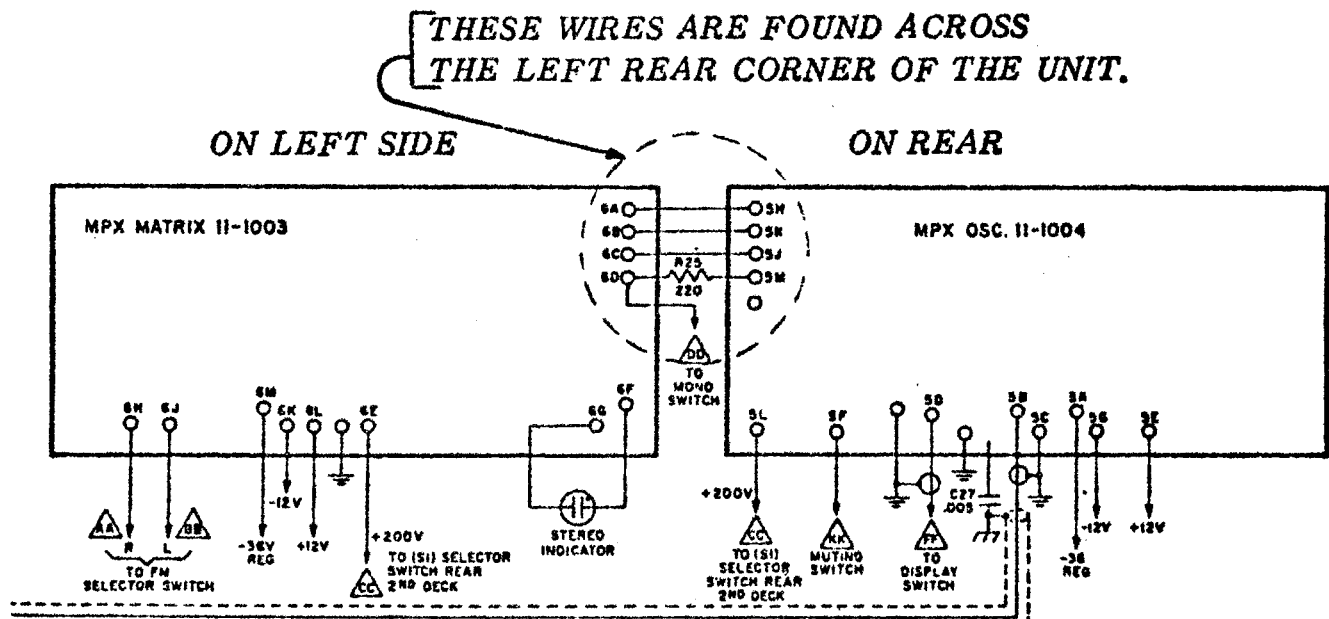 THESE WIRES ARE FOUND ACROSS
THE LEFT REAR CORNER OF THE UNIT.
ON LEFT SIDE
ON REAR
MPX MATRIX 11-1003
MPX OSC. 11-1004
6A
5H
6B
5K
6C
5J
R25
6D
5M
220
DD
TO
MONO
SWITCH
6H
6J
6M
6K
6L
6E
6G
6F
-12V
AA
BB
R
L
TO FM
SELECTOR SWITCH
-36V
REG
+12V
+200V
CC
TO (S1) SELECTOR
SWITCH REAR
2ND DECK
STEREO
INDICATOR
5L
5F
5D
5B
5C
5A
5G
5E
+200V
CC
TO (S1)
SELECTOR
SWITCH REAR
2ND DECK
KK
MUTING
SWITCH
FF
TO
DISPLAY
SWITCH
C27
.005
-36
REG
-12V
+12V